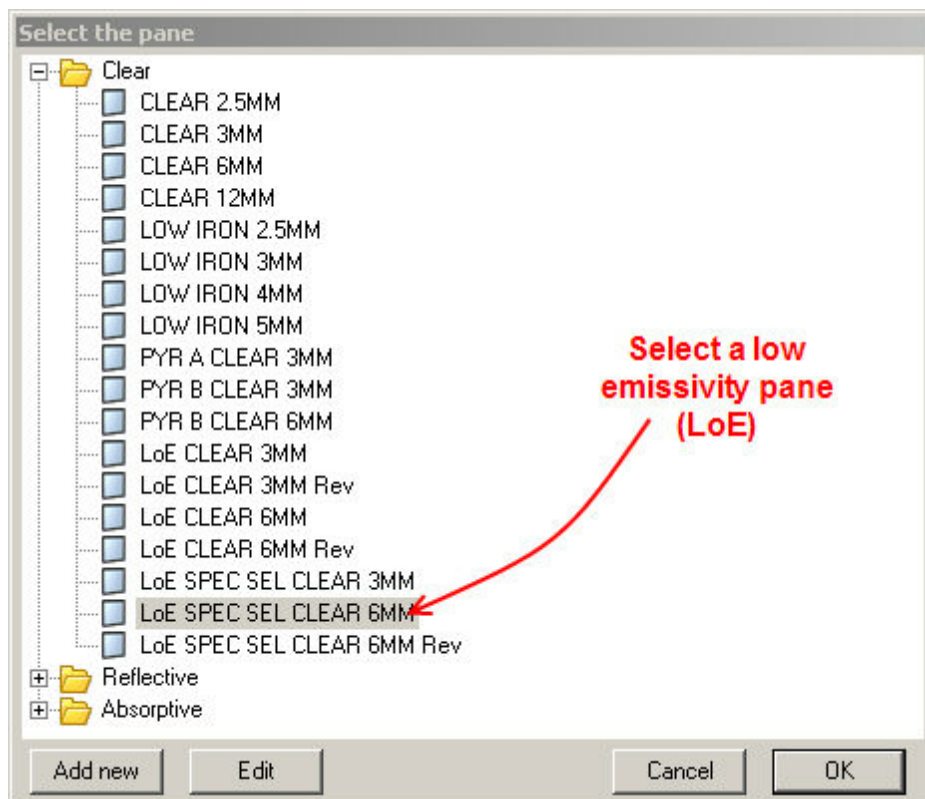 Select the pane
Clear
CLEAR 2.5MM
CLEAR 3MM
CLEAR 6MM
CLEAR 12MM
LOW IRON 2.5MM
LOW IRON 3MM
LOW IRON 4MM
LOW IRON 5MM
PYR A CLEAR 3MM
PYR B CLEAR 3MM
PYR B CLEAR 6MM
LoE CLEAR 3MM
LoE CLEAR 3MM Rev
LoE CLEAR 6MM
LoE CLEAR 6MM Rev
LoE SPEC SEL CLEAR 3MM
LoE SPEC SEL CLEAR 6MM
LoE SPEC SEL CLEAR 6MM Rev
Reflective
Absorptive
Select a low
emissivity pane
(LoE)
Add new
Edit
Cancel
OK